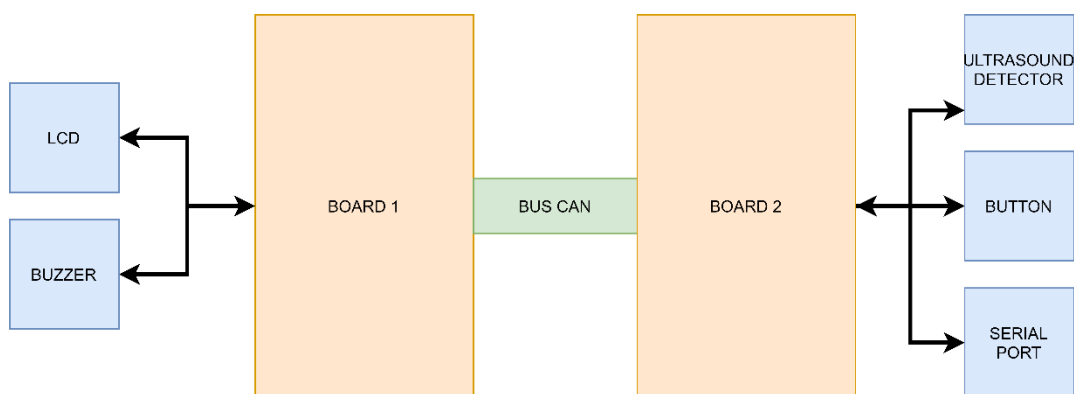 LCD
BUZZER
BOARD 1
BUS CAN
BOARD 2
ULTRASOUND
DETECTOR
BUTTON
SERIAL
PORT